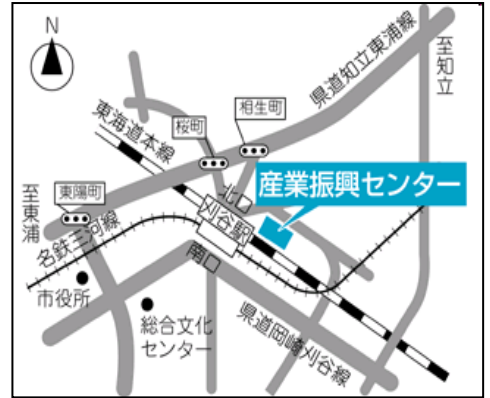 N
県道知立東浦線
至知立
相生町
桜町
東海道本線
北口
産業振興センター
刈谷駅
東陽町
至東浦
名鉄三河線
南口
市役所
総合文化
センター
県道岡崎刈谷線